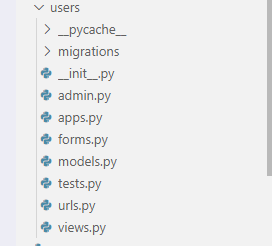 users
__pycache__
migrations
__init__.py
admin.py
apps.py
forms.py
models.py
tests.py
urls.py
views.py